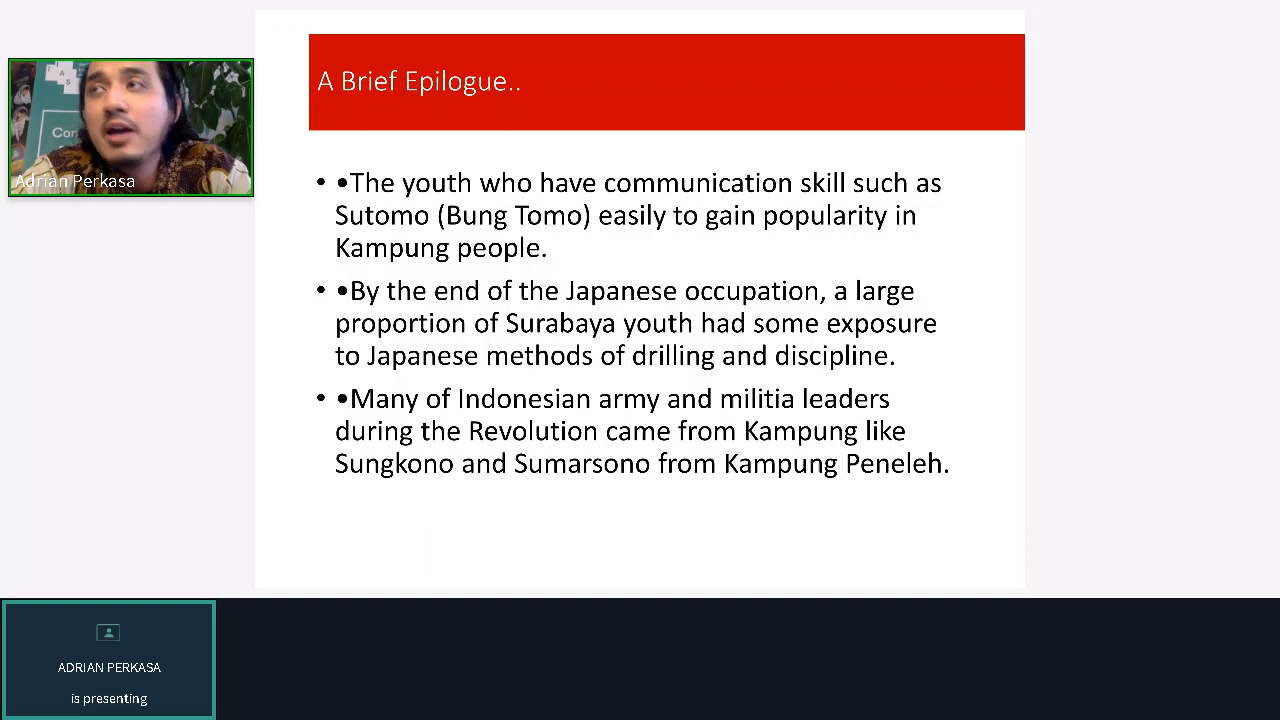 A Brief Epilogue..
Con
Adrian Perkasa
• •The youth who have communication skill such as
Sutomo (Bung Tomo) easily to gain popularity in
Kampung people.
• •By the end of the Japanese occupation, a large
proportion of Surabaya youth had some exposure
to Japanese methods of drilling and discipline.
• •Many of Indonesian army and militia leaders
during the Revolution came from Kampung like
Sungkono and Sumarsono from Kampung Peneleh.
ADRIAN PERKASA
is presenting